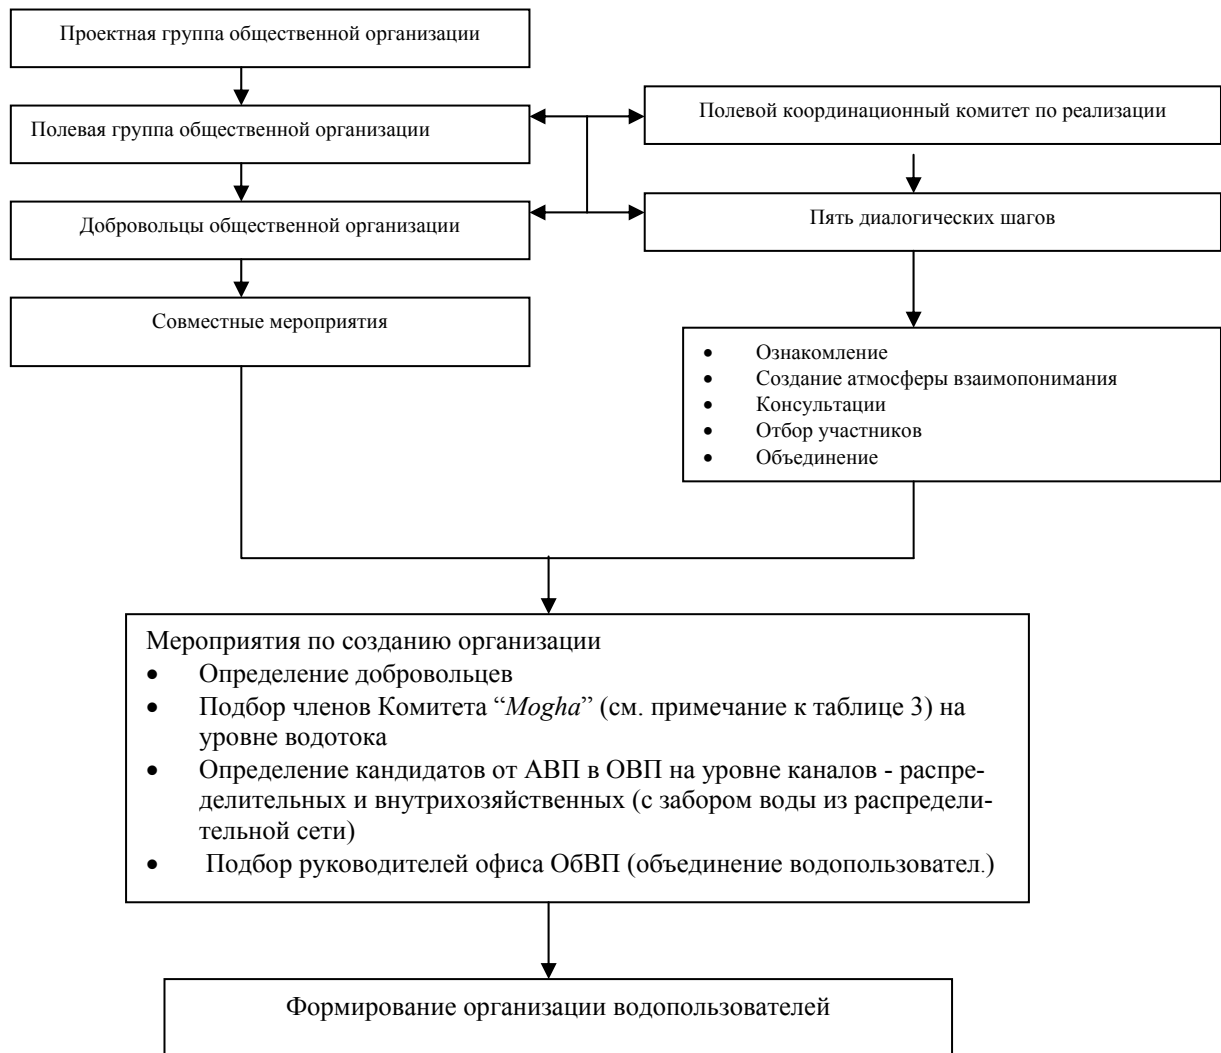 Проектная группа общественной организации
Полевая группа общественной организации
Полевой координационный комитет по реализации
Добровольцы общественной организации
Пять диалогических шагов
Совместные мероприятия
• Ознакомление
• Создание атмосферы взаимопонимания
• Консультации
• Отбор участников
• Объединение
Мероприятия по созданию организации
• Определение добровольцев
• Подбор членов Комитета “Mogha” (см. примечание к таблице 3) на
уровне водотока
• Определение кандидатов от АВП в ОВП на уровне каналов - распре-
делительных и внутрихозяйственных (с забором воды из распредели-
тельной сети)
• Подбор руководителей офиса ОбВП (объединение водопользовател.)
Формирование организации водопользователей